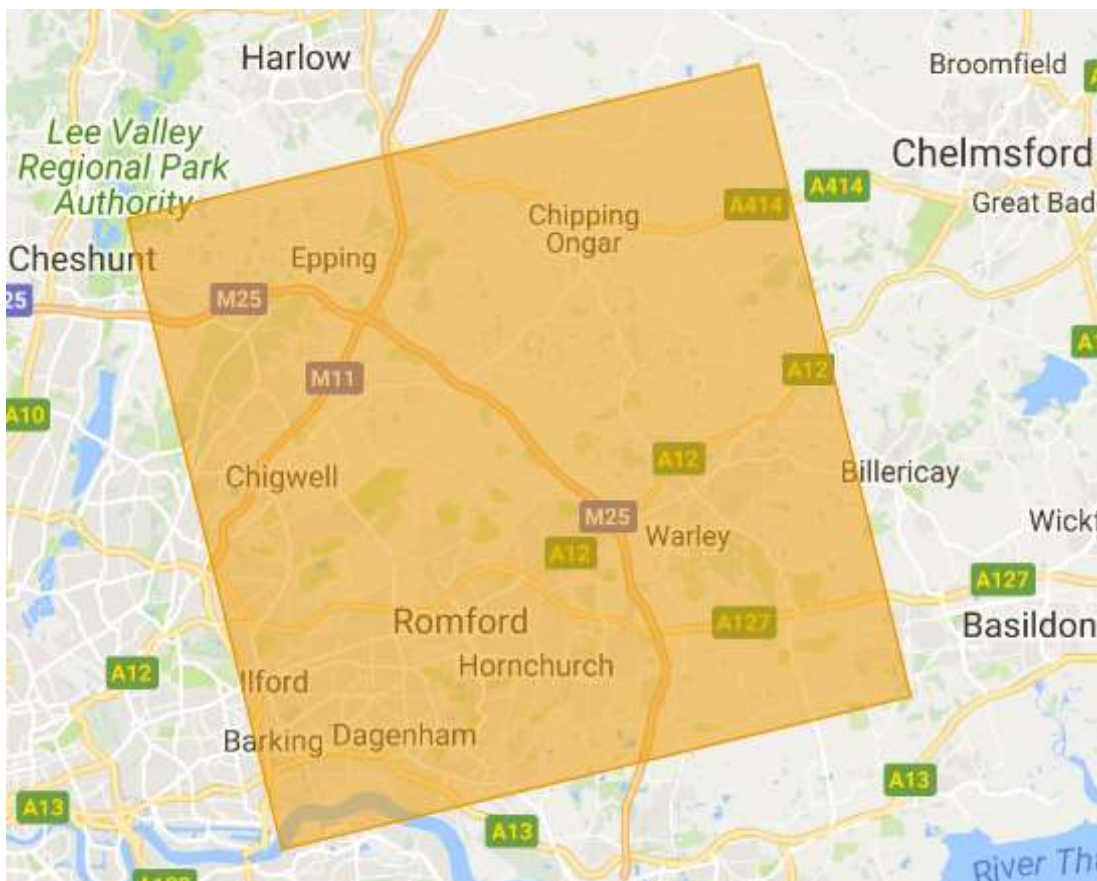 Harlow
Broomfield
Lee Valley
Regional Park
Authority
Chelmsford
A414
A414
Great Bad
Chipping
Ongar
Cheshunt
Epping
25
M25
M11
A12
A10
Chigwell
A12
Billericay
M25
Wickf
Warley
A12
A127
Romford
A127
Basildon
Hornchurch
A12
Ilford
Barking
Dagenham
A13
A13
A13
River Tha